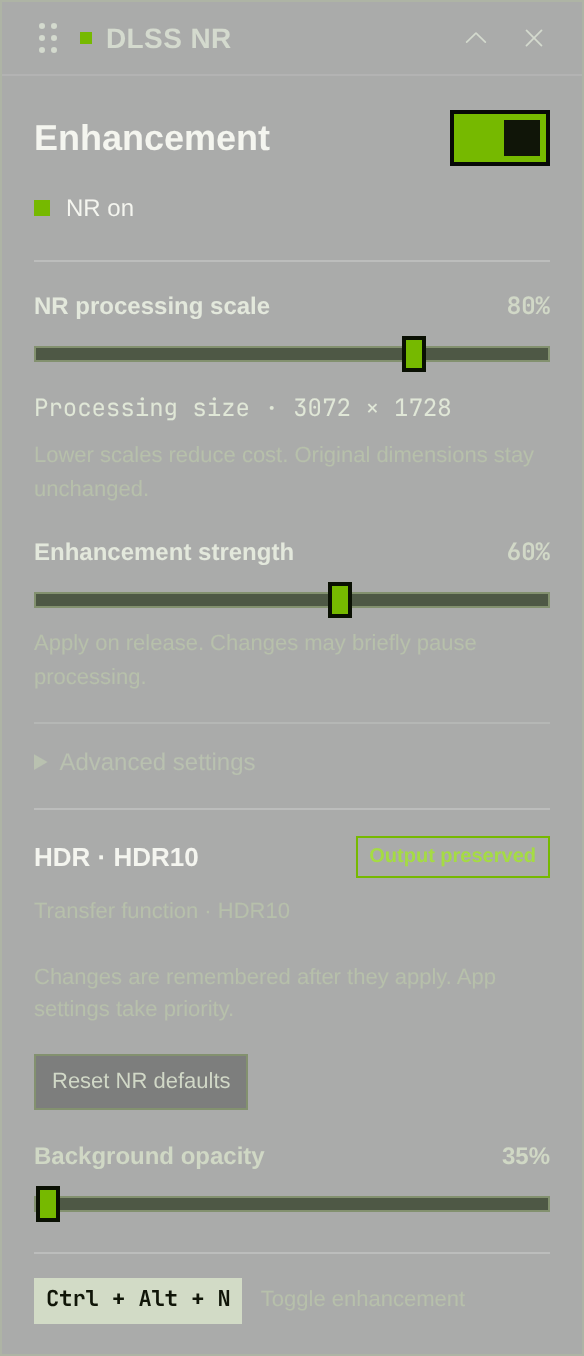 DLSS NR
Enhancement
NR on
NR processing scale 80%
Processing size · 3072 × 1728
Lower scales reduce cost. Original dimensions stay
unchanged.
Enhancement strength 60%
Apply on release. Changes may briefly pause
processing.
Advanced settings
HDR · HDR10 Output preserved
Transfer function · HDR10
Changes are remembered after they apply. App
settings take priority.
Reset NR defaults
Background opacity 35%
Ctrl + Alt + N Toggle enhancement